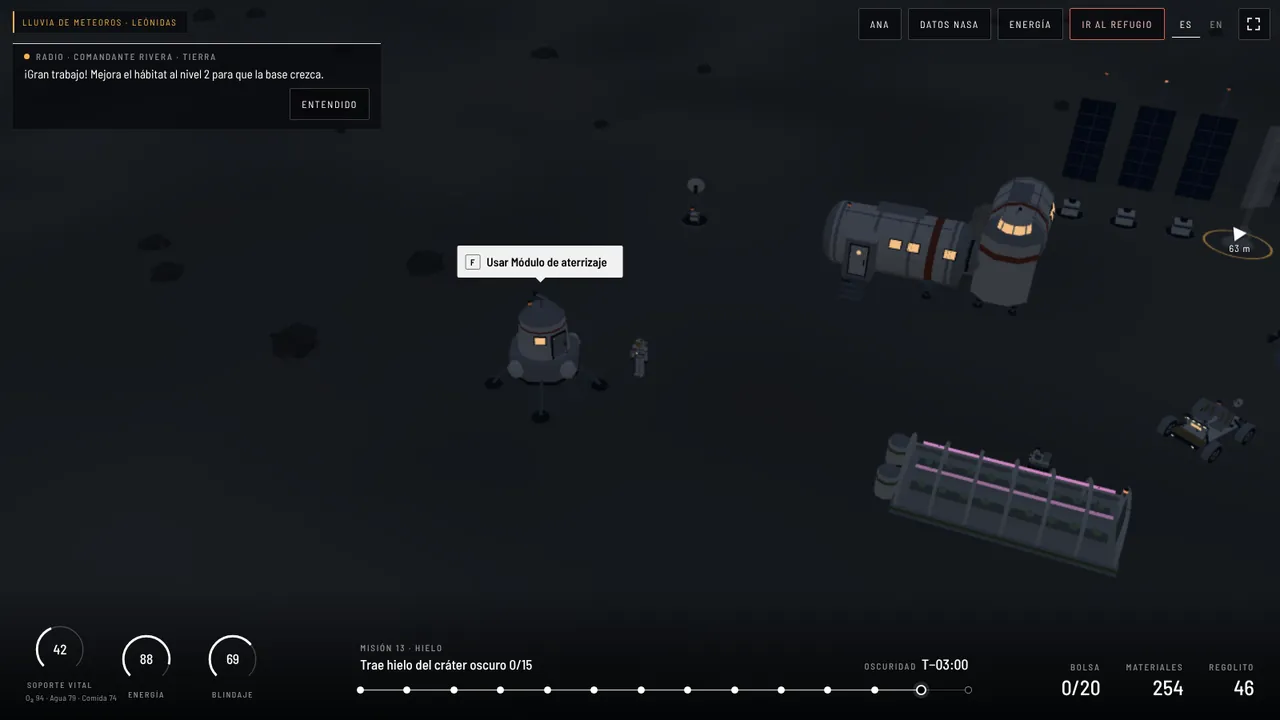 LLUVIA DE METEOROS · LEÓNIDAS
ANA
DATOS NASA
ENERGÍA
IR AL REFUGIO
ES
EN
RADIO · COMANDANTE RIVERA · TIERRA
¡Gran trabajo! Mejora el hábitat al nivel 2 para que la base crezca.
ENTENDIDO
63 m
F Usar Módulo de aterrizaje
42
SOPORTE VITAL
O₂ 94 · Agua 79 · Comida 74
88
ENERGÍA
69
BLINDAJE
MISIÓN 13 · HIELO
Trae hielo del cráter oscuro 0/15
OSCURIDAD T−03:00
BOLSA
0/20
MATERIALES
254
REGOLITO
46